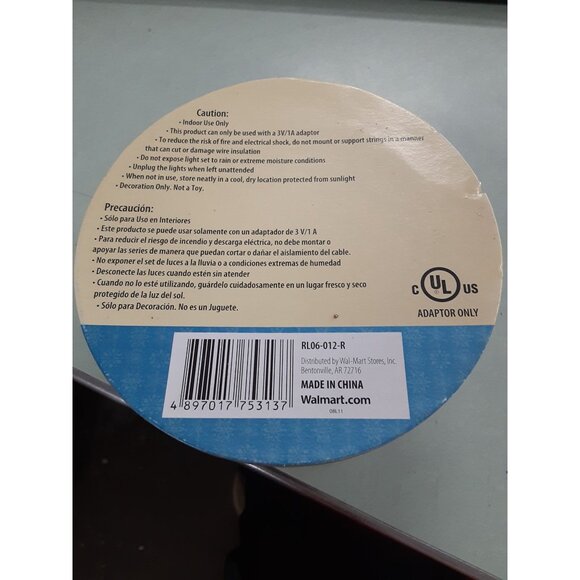 Caution:
• Indoor Use Only
• This product can only be used with a 3V/1A adaptor
• To reduce the risk of fire and electrical shock, do not mount or support strings in a manner
that can cut or damage wire insulation
• Do not expose light set to rain or extreme moisture conditions
• Unplug the lights when left unattended
• When not in use, store neatly in a cool, dry location protected from sunlight
• Decoration Only. Not a Toy.
Precaución:
• Sólo para Uso en Interiores
• Este producto se puede usar solamente con un adaptador de 3 V/1 A
• Para reducir el riesgo de incendio y descarga eléctrica, no debe montar o
apoyar las series de manera que puedan cortar o dañar el aislamiento del cable.
• No exponer el set de luces a la lluvia o a condiciones extremas de humedad
• Desconecte las luces cuando estén sin atender
• Cuando no lo esté utilizando, guárdelo cuidadosamente en un lugar fresco y seco
protegido de la luz del sol.
• Sólo para Decoración. No es un Juguete.
C UL US
ADAPTOR ONLY
RL06-012-R
Distributed by Wal-Mart Stores, Inc.
Bentonville, AR 72716
MADE IN CHINA
Walmart.com
08L11
4 897017 753137